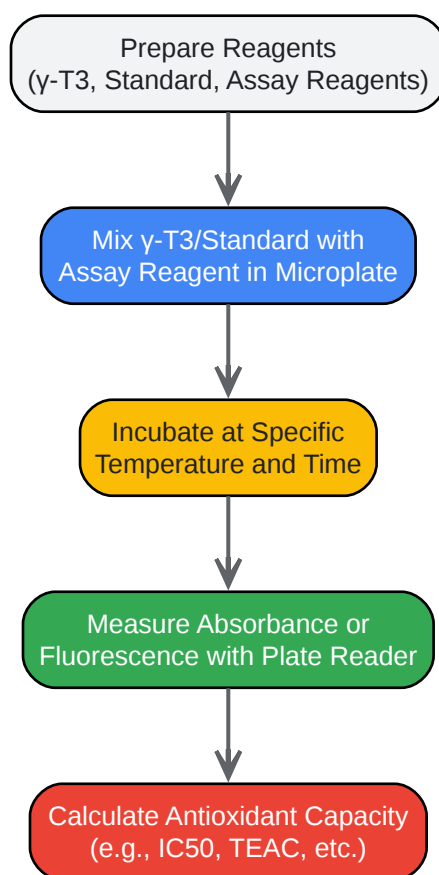 Prepare Reagents
(γ-T3, Standard, Assay Reagents)
Mix γ-T3/Standard with
Assay Reagent in Microplate
Incubate at Specific
Temperature and Time
Measure Absorbance or
Fluorescence with Plate Reader
Calculate Antioxidant Capacity
(e.g., IC50, TEAC, etc.)